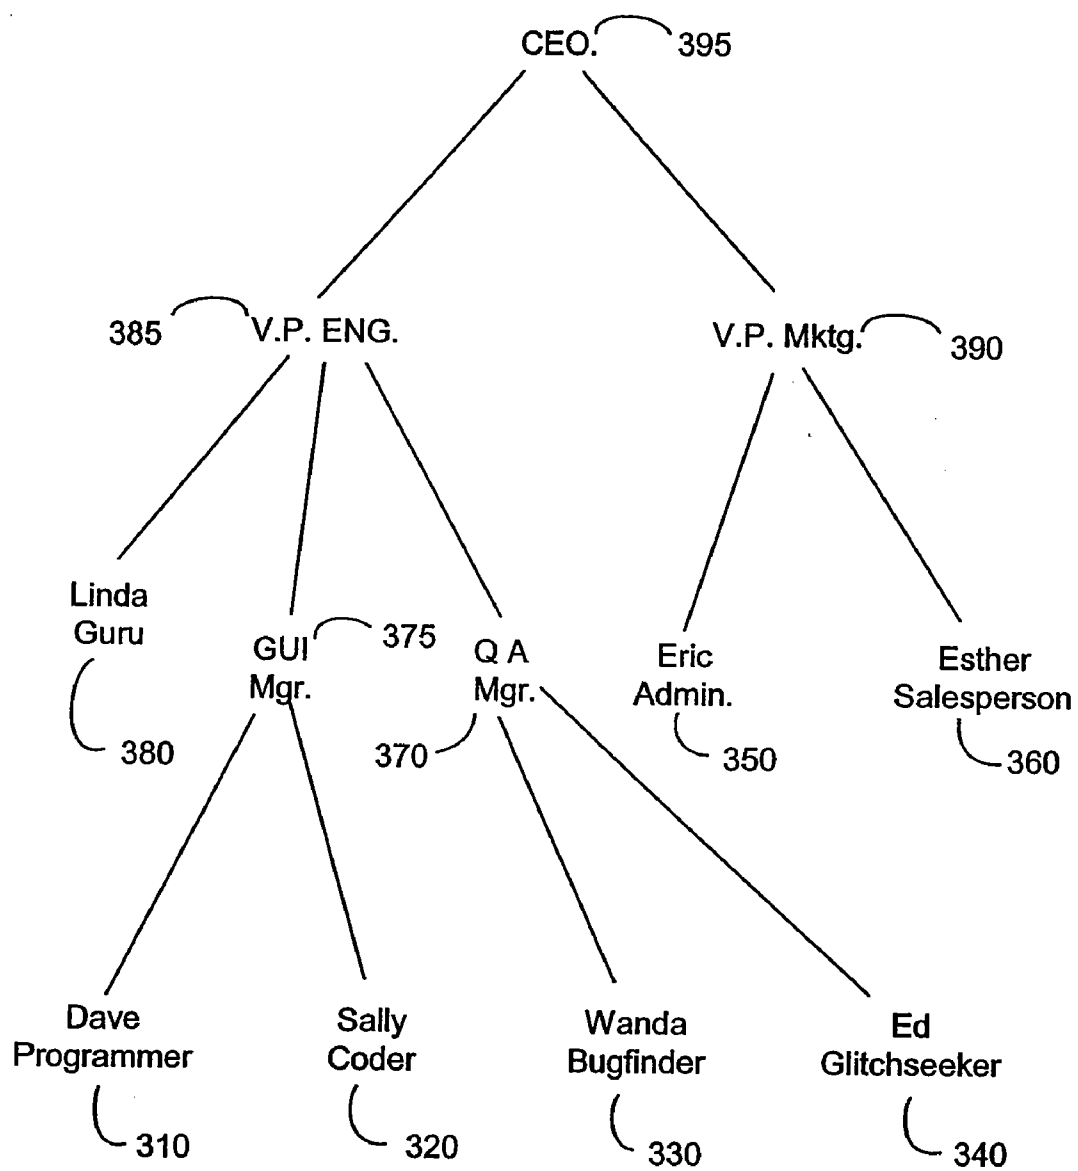 CEO.
395
385
V.P. ENG.
V.P. Mktg.
390
Linda
Guru
380
GUI
Mgr.
375
Q A
Mgr.
370
Eric
Admin.
350
Esther
Salesperson
360
Dave
Programmer
310
Sally
Coder
320
Wanda
Bugfinder
330
Ed
Glitchseeker
340